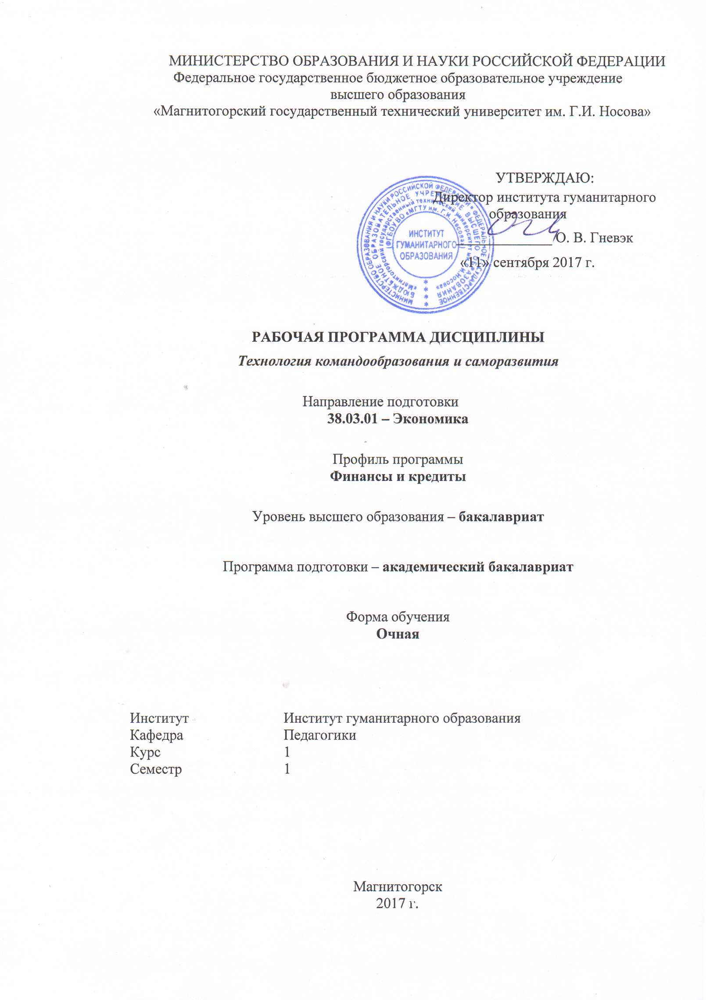 МИНИСТЕРСТВО ОБРАЗОВАНИЯ И НАУКИ РОССИЙСКОЙ ФЕДЕРАЦИИ
Федеральное государственное бюджетное образовательное учреждение
высшего образования
«Магнитогорский государственный технический университет им. Г.И. Носова»
УТВЕРЖДАЮ:
Директор института гуманитарного
образования
О. В. Гневэк
«11» сентября 2017 г.
МИНИСТЕРСТВО ОБРАЗОВАНИЯ И НАУКИ РОССИЙСКОЙ ФЕДЕРАЦИИ * ФЕДЕРАЛЬНОЕ ГОСУДАРСТВЕННОЕ
БЮДЖЕТНОЕ ОБРАЗОВАТЕЛЬНОЕ УЧРЕЖДЕНИЕ ВЫСШЕГО ОБРАЗОВАНИЯ
«Магнитогорский государственный технический университет им. Г.И. Носова»
(ФГБОУ ВО «МГТУ им. Г.И. Носова»)
ИНСТИТУТ
ГУМАНИТАРНОГО
ОБРАЗОВАНИЯ
РАБОЧАЯ ПРОГРАММА ДИСЦИПЛИНЫ
Технология командообразования и саморазвития
Направление подготовки
38.03.01 – Экономика
Профиль программы
Финансы и кредиты
Уровень высшего образования – бакалавриат
Программа подготовки – академический бакалавриат
Форма обучения
Очная
Институт Институт гуманитарного образования
Кафедра Педагогики
Курс 1
Семестр 1
Магнитогорск
2017 г.